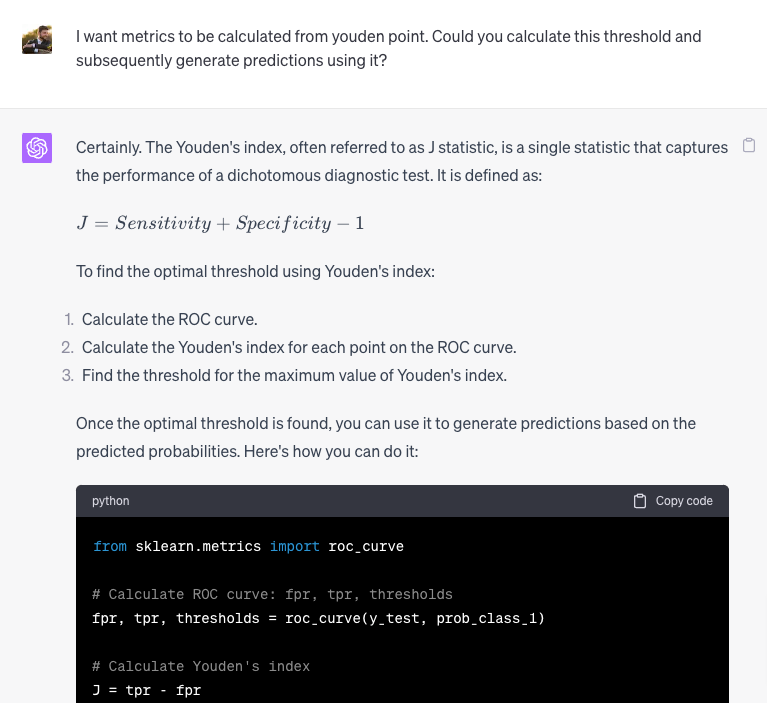 I want metrics to be calculated from youden point. Could you calculate this threshold and
subsequently generate predictions using it?
Certainly. The Youden's index, often referred to as J statistic, is a single statistic that captures
the performance of a dichotomous diagnostic test. It is defined as:
J = Sensitivity + Specificity − 1
To find the optimal threshold using Youden's index:
1. Calculate the ROC curve.
2. Calculate the Youden's index for each point on the ROC curve.
3. Find the threshold for the maximum value of Youden's index.
Once the optimal threshold is found, you can use it to generate predictions based on the
predicted probabilities. Here's how you can do it:
python Copy code
from sklearn.metrics import roc_curve
# Calculate ROC curve: fpr, tpr, thresholds
fpr, tpr, thresholds = roc_curve(y_test, prob_class_1)
# Calculate Youden's index
J = tpr - fpr